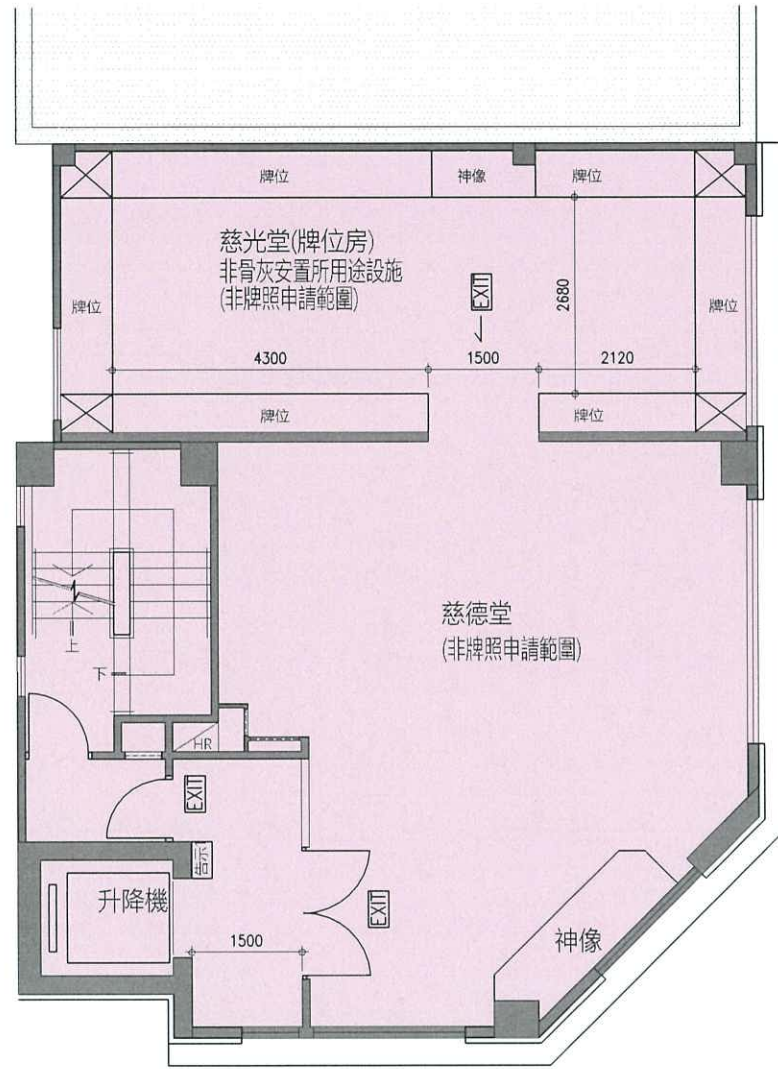 牌位
神像
牌位
慈光堂(牌位房)
非骨灰安置所用途設施
(非牌照申請範圍)
EXIT
2680
牌位
牌位
4300
1500
2120
牌位
牌位
慈德堂
(非牌照申請範圍)
上
下
HR
EXIT
告示
升降機
EXIT
1500
神像